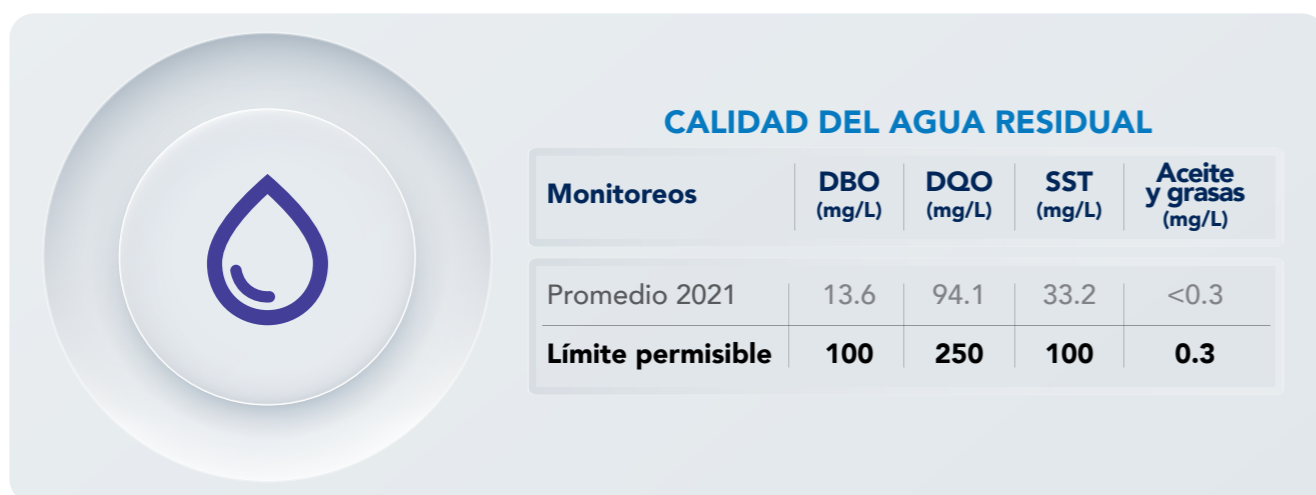 CALIDAD DEL AGUA RESIDUAL
Monitoreos DBO (mg/L) DQO (mg/L) SST (mg/L) Aceite y grasas (mg/L)
Promedio 2021 13.6 94.1 33.2 <0.3
Límite permisible 100 250 100 0.3